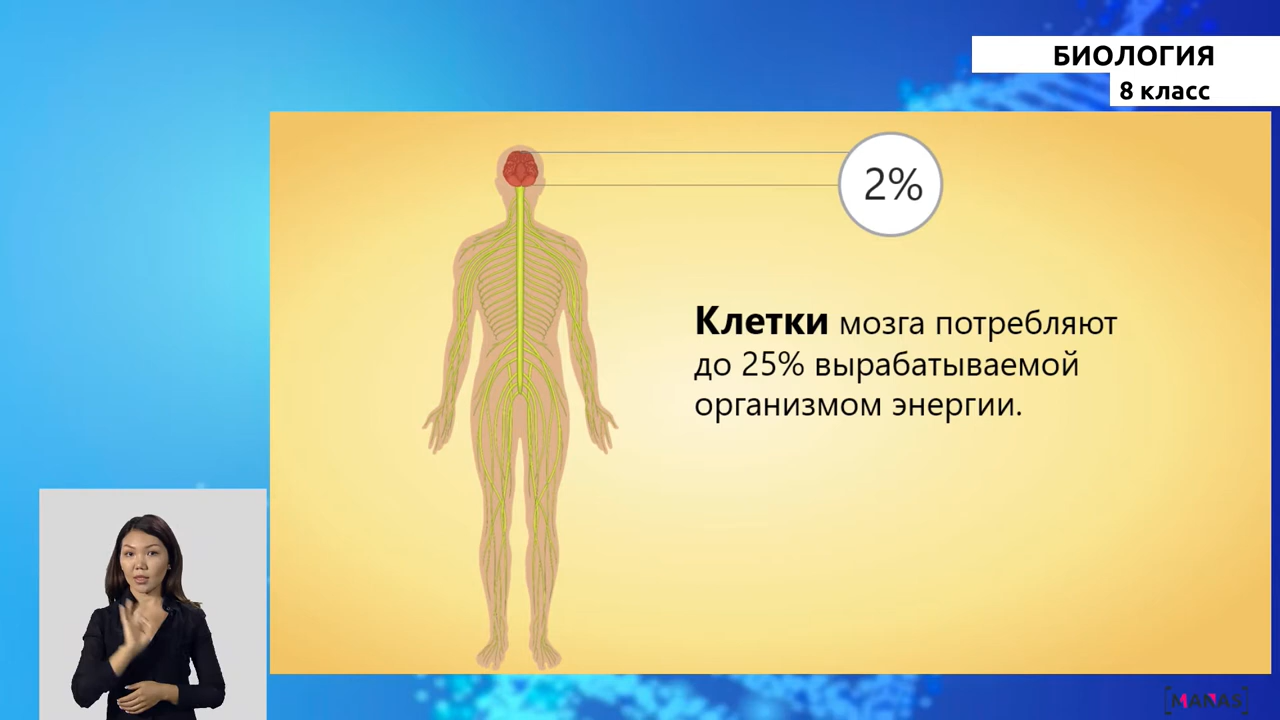 БИОЛОГИЯ
8 класс
2%
Клетки мозга потребляют
до 25% вырабатываемой
организмом энергии.
MANAS